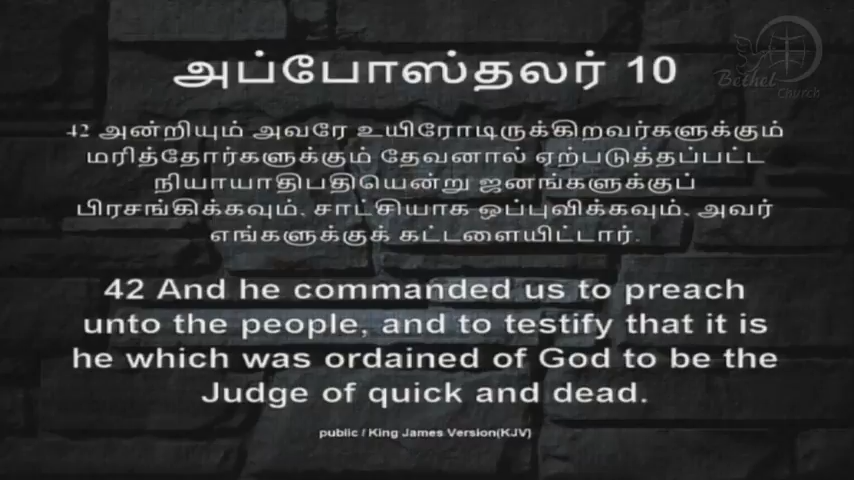 Bethel
Church
அப்போஸ்தலர் 10
42 அன்றியும் அவரே உயிரோடிருக்கிறவர்களுக்கும்
மரித்தோர்களுக்கும் தேவனால் ஏற்படுத்தப்பட்ட
நியாயாதிபதியென்று ஜனங்களுக்குப்
பிரசங்கிக்கவும், சாட்சியாக ஒப்புவிக்கவும், அவர்
எங்களுக்குக் கட்டளையிட்டார்.
42 And he commanded us to preach
unto the people, and to testify that it is
he which was ordained of God to be the
Judge of quick and dead.
public / King James Version(KJV)